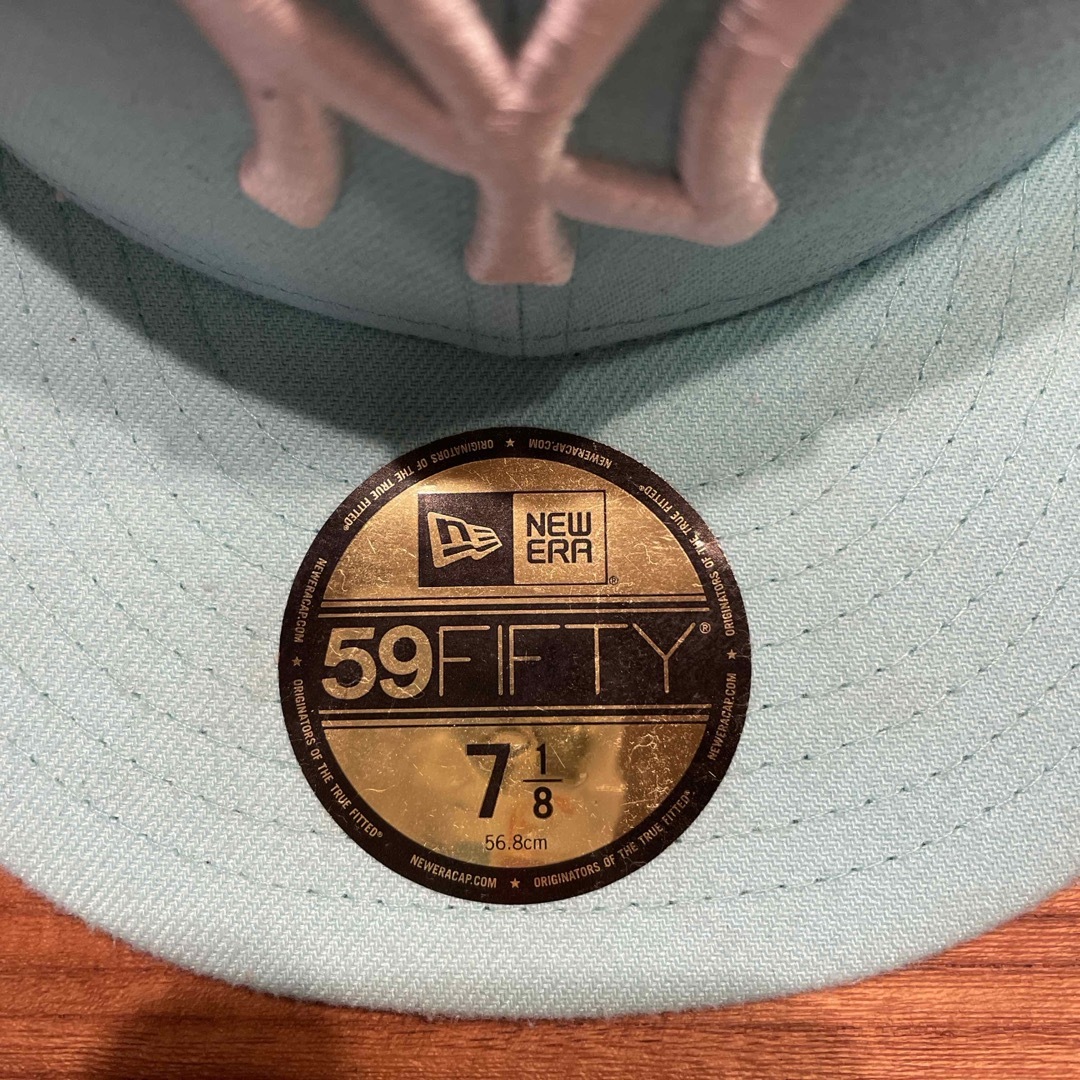 NY
NEW
ERA
®
59FIFTY®
7 1/8
56.8cm
ORIGINATORS OF THE TRUE FITTED® ★ NEWERACAP.COM ★ ORIGINATORS OF THE TRUE FITTED® ★ NEWERACAP.COM ★ ORIGINATORS OF THE TRUE FITTED® NEWERACAP.COM ★ ORIGINATORS OF THE TRUE FITTED® NEWERACAP.COM